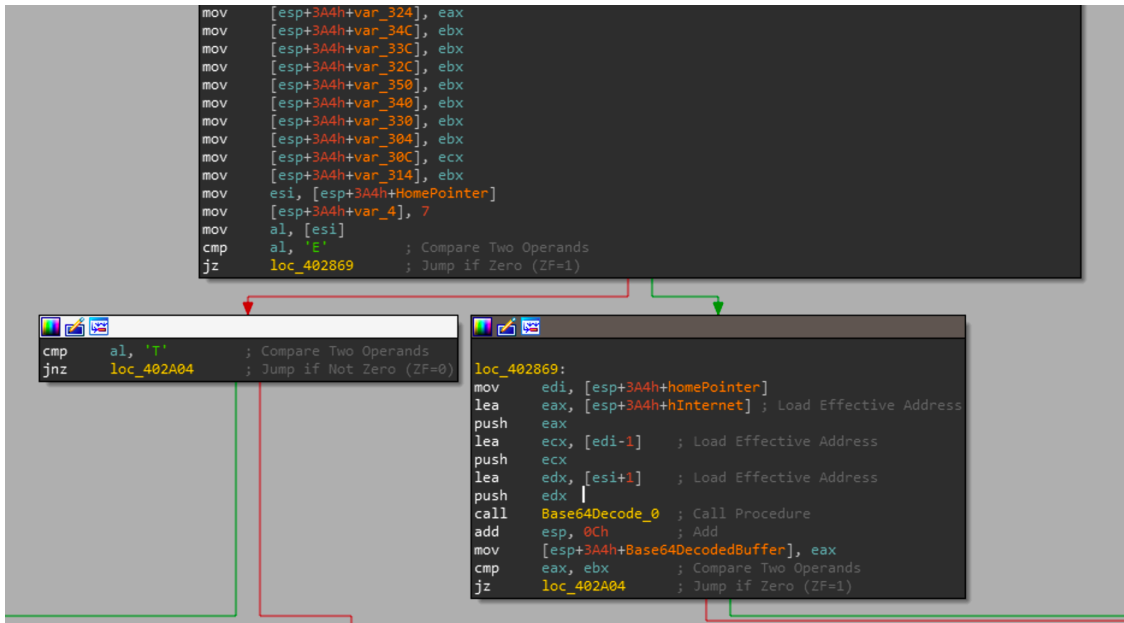 mov [esp+3A4h+var_324], eax
mov [esp+3A4h+var_34C], ebx
mov [esp+3A4h+var_33C], ebx
mov [esp+3A4h+var_32C], ebx
mov [esp+3A4h+var_350], ebx
mov [esp+3A4h+var_340], ebx
mov [esp+3A4h+var_330], ebx
mov [esp+3A4h+var_304], ebx
mov [esp+3A4h+var_30C], ecx
mov [esp+3A4h+var_314], ebx
mov esi, [esp+3A4h+HomePointer]
mov [esp+3A4h+var_4], 7
mov al, [esi]
cmp al, 'E' ; Compare Two Operands
jz loc_402869 ; Jump if Zero (ZF=1)
cmp al, 'T' ; Compare Two Operands
jnz loc_402A04 ; Jump if Not Zero (ZF=0)
loc_402869:
mov edi, [esp+3A4h+homePointer]
lea eax, [esp+3A4h+hInternet] ; Load Effective Address
push eax
lea ecx, [edi-1] ; Load Effective Address
push ecx
lea edx, [esi+1] ; Load Effective Address
push edx
call Base64Decode_0 ; Call Procedure
add esp, 0Ch ; Add
mov [esp+3A4h+Base64DecodedBuffer], eax
cmp eax, ebx ; Compare Two Operands
jz loc_402A04 ; Jump if Zero (ZF=1)